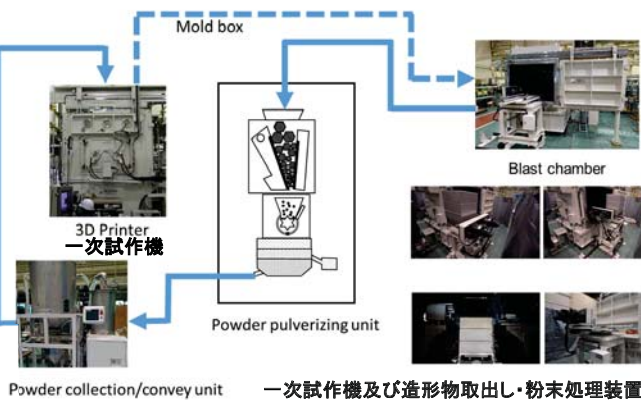 Mold box
Blast chamber
3D Printer
一次試作機
Powder pulverizing unit
Powder collection/convey unit
一次試作機及び造形物取出し・粉末処理装置